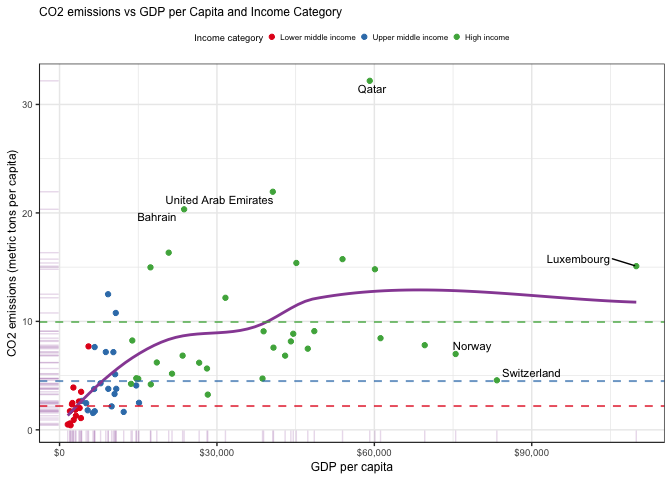 CO2 emissions vs GDP per Capita and Income Category
Income category Lower middle income Upper middle income High income
CO2 emissions (metric tons per capita)
30
20
10
0
Qatar
United Arab Emirates
Bahrain
Luxembourg
Norway
Switzerland
$0 $30,000 $60,000 $90,000
GDP per capita